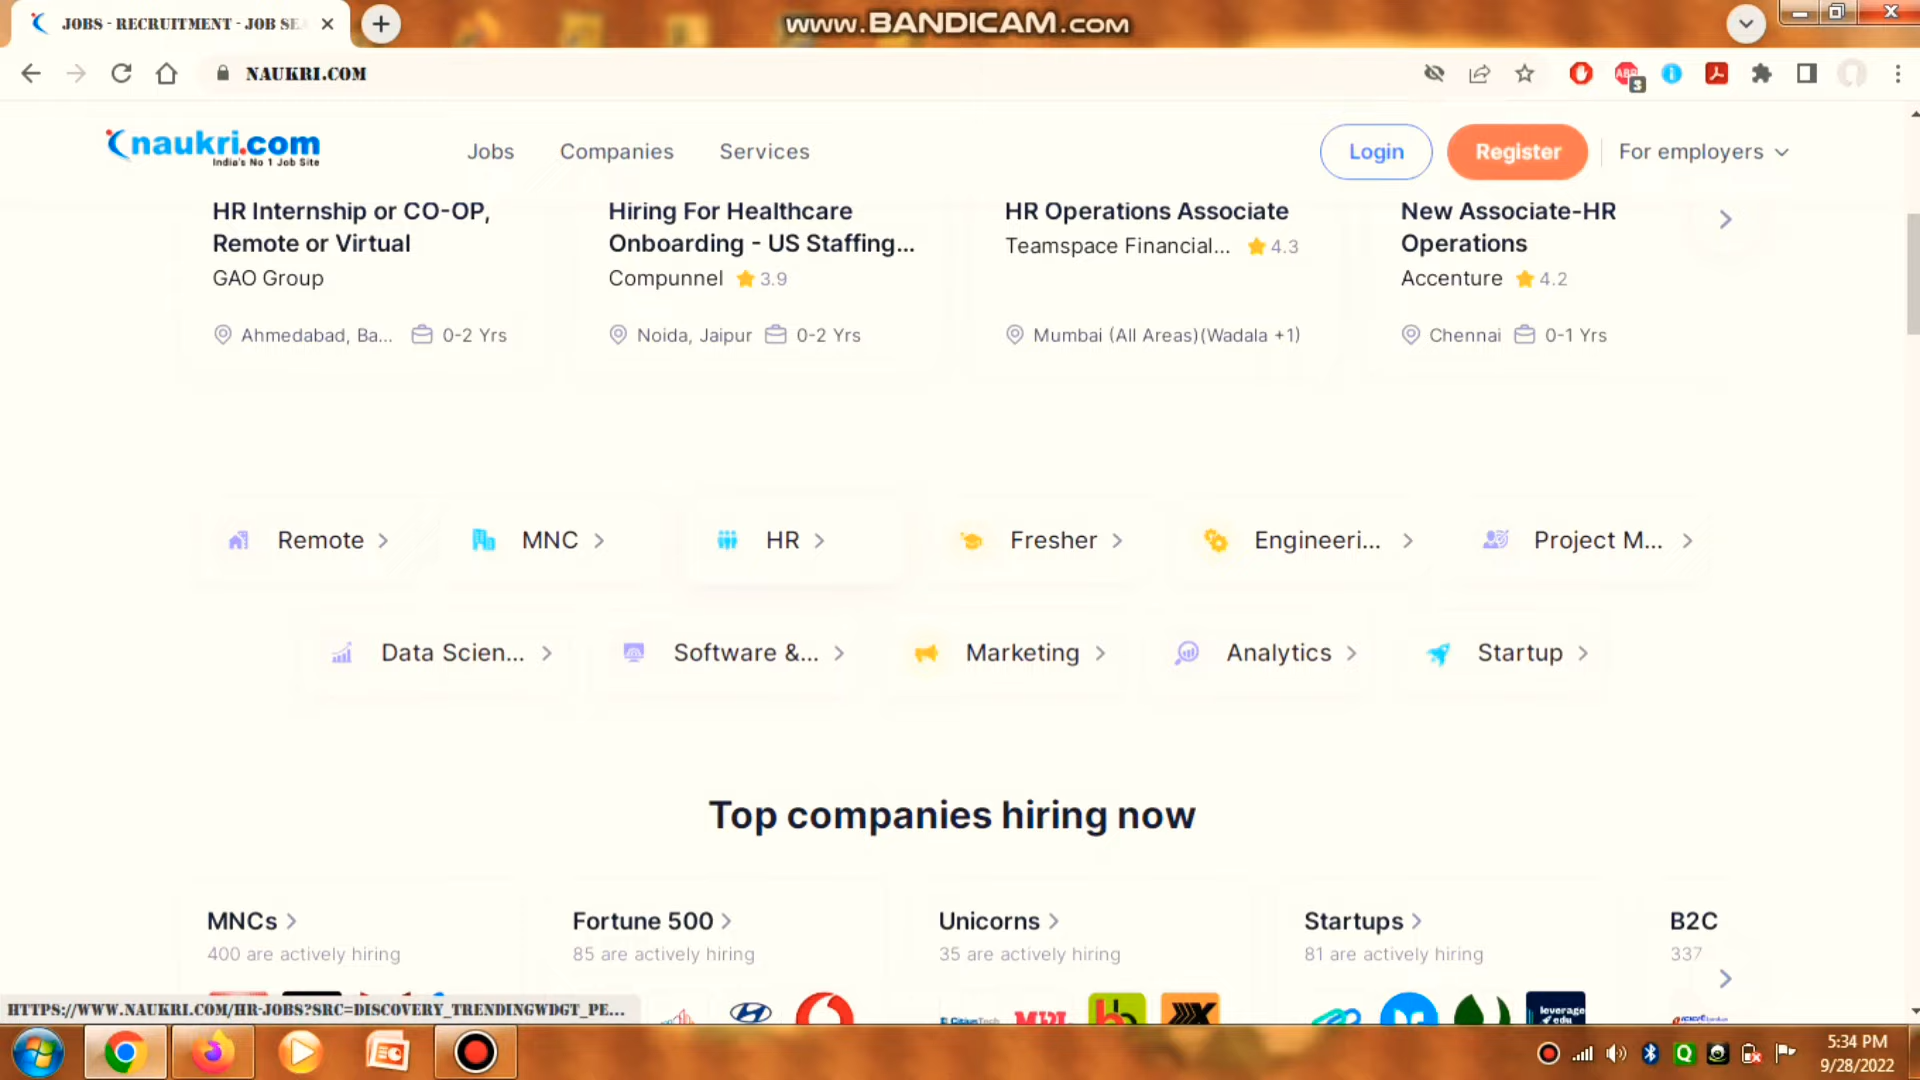 JOBS - RECRUITMENT - JOB SE
www.BANDICAM.com
NAUKRI.COM
naukri.com
India's No 1 Job Site
Jobs Companies Services Login Register For employers
HR Internship or CO-OP, Remote or Virtual
GAO Group
Ahmedabad, Ba... 0-2 Yrs
Hiring For Healthcare Onboarding - US Staffing...
Compunnel 3.9
Noida, Jaipur 0-2 Yrs
HR Operations Associate
Teamspace Financial... 4.3
Mumbai (All Areas)(Wadala +1)
New Associate-HR Operations
Accenture 4.2
Chennai 0-1 Yrs
Remote MNC HR Fresher Engineeri... Project M...
Data Scien... Software &... Marketing Analytics Startup
Top companies hiring now
MNCs Fortune 500 Unicorns Startups B2C
400 are actively hiring 85 are actively hiring 35 are actively hiring 81 are actively hiring 337
leverage edu
HTTPS://WWW.NAUKRI.COM/HR-JOBS?SRC=DISCOVERY_TRENDINGWDGT_PE...
5:34 PM
9/28/2022